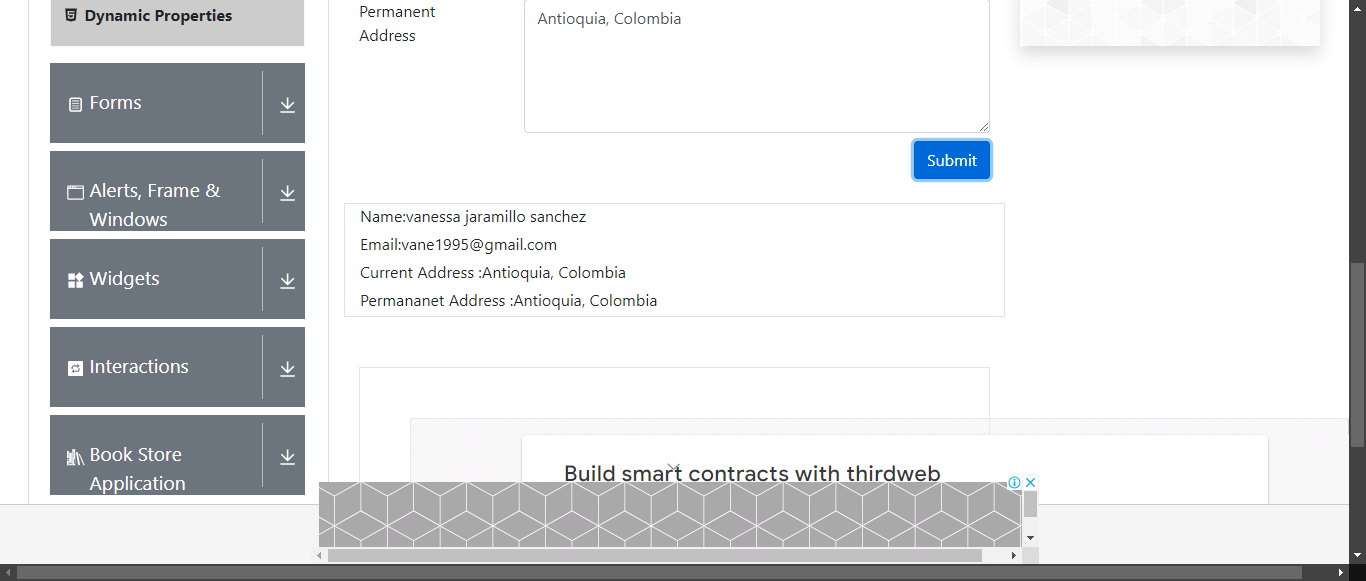 Dynamic Properties
Forms
Alerts, Frame &
Windows
Widgets
Interactions
Book Store
Application
Permanent
Address
Antioquia, Colombia
Submit
Name:vanessa jaramillo sanchez
Email:vane1995@gmail.com
Current Address :Antioquia, Colombia
Permananet Address :Antioquia, Colombia
Build smart contracts with thirdweb